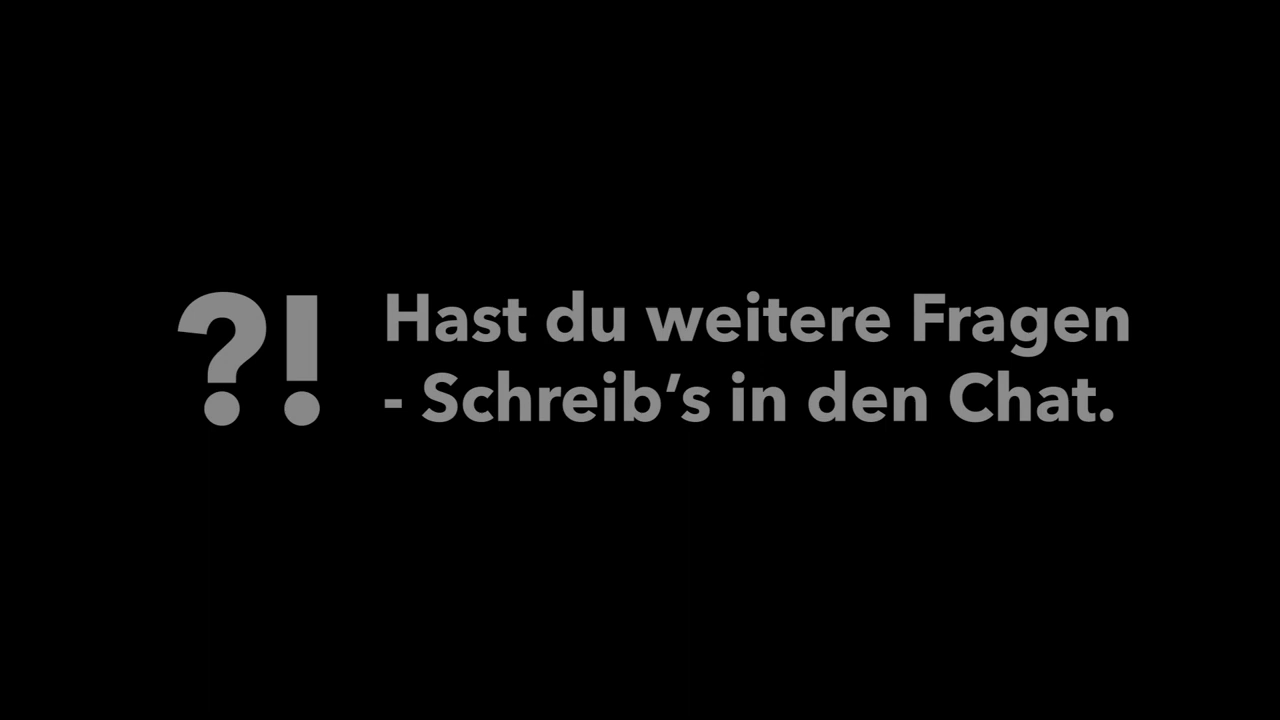 ?! Hast du weitere Fragen
- Schreib’s in den Chat.